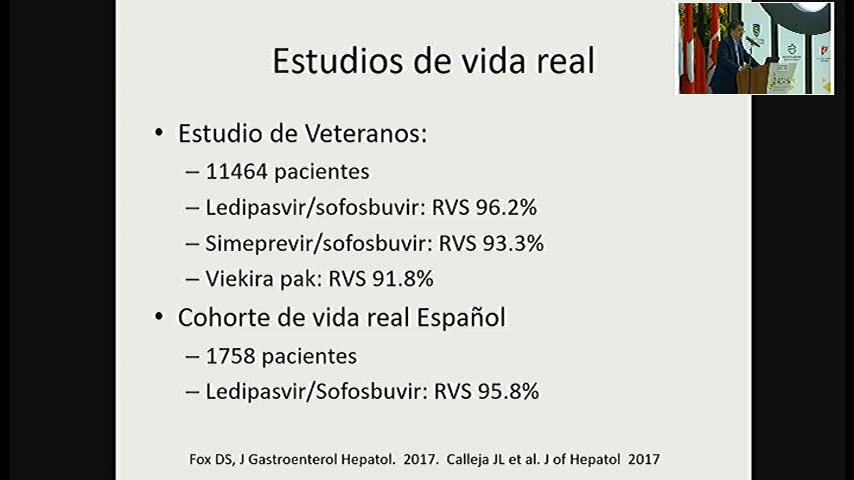 Estudios de vida real
• Estudio de Veteranos:
– 11464 pacientes
– Ledipasvir/sofosbuvir: RVS 96.2%
– Simeprevir/sofosbuvir: RVS 93.3%
– Viekira pak: RVS 91.8%
• Cohorte de vida real Español
– 1758 pacientes
– Ledipasvir/Sofosbuvir: RVS 95.8%
Fox DS, J Gastroenterol Hepatol. 2017. Calleja JL et al. J of Hepatol 2017